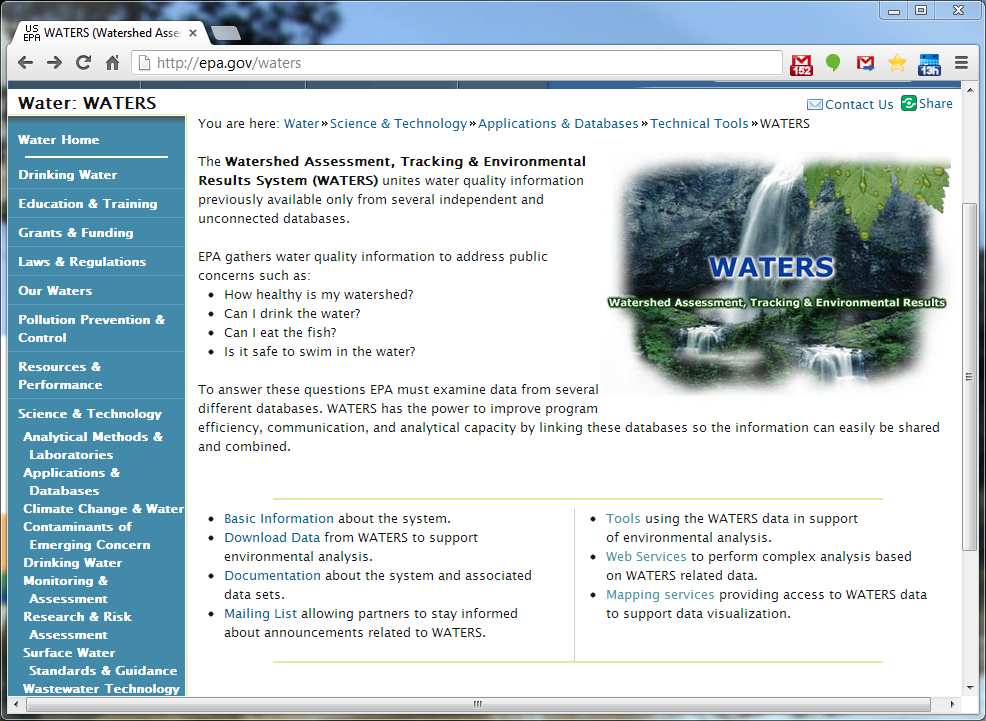 US
EPA
WATERS (Watershed Asse
http://epa.gov/waters
152
13h
Water: WATERS
Contact Us
Share
Water Home
Drinking Water
Education & Training
Grants & Funding
Laws & Regulations
Our Waters
Pollution Prevention &
Control
Resources &
Performance
Science & Technology
Analytical Methods &
Laboratories
Applications &
Databases
Climate Change & Water
Contaminants of
Emerging Concern
Drinking Water
Monitoring &
Assessment
Research & Risk
Assessment
Surface Water
Standards & Guidance
Wastewater Technology
You are here: Water » Science & Technology » Applications & Databases » Technical Tools » WATERS
The Watershed Assessment, Tracking & Environmental
Results System (WATERS) unites water quality information
previously available only from several independent and
unconnected databases.
WATERS
Watershed Assessment, Tracking & Environmental Results
EPA gathers water quality information to address public
concerns such as:
• How healthy is my watershed?
• Can I drink the water?
• Can I eat the fish?
• Is it safe to swim in the water?
To answer these questions EPA must examine data from several
different databases. WATERS has the power to improve program
efficiency, communication, and analytical capacity by linking these databases so the information can easily be shared
and combined.
• Basic Information about the system.
• Download Data from WATERS to support
environmental analysis.
• Documentation about the system and associated
data sets.
• Mailing List allowing partners to stay informed
about announcements related to WATERS.
• Tools using the WATERS data in support
of environmental analysis.
• Web Services to perform complex analysis based
on WATERS related data.
• Mapping services providing access to WATERS data
to support data visualization.